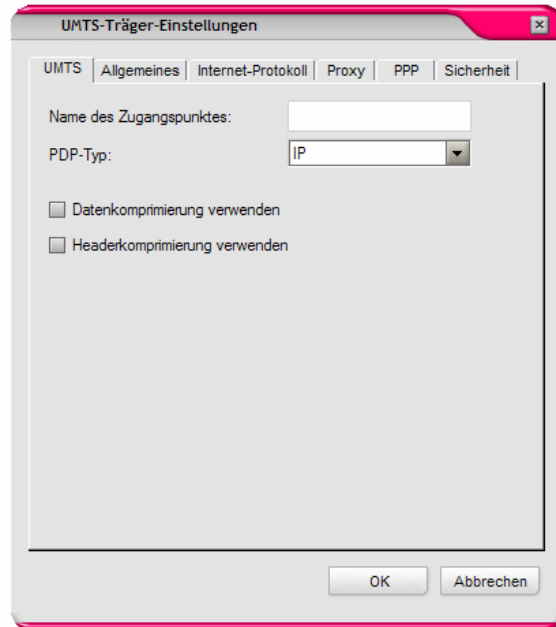 UMTS-Träger-Einstellungen
UMTS Allgemeines Internet-Protokoll Proxy PPP Sicherheit
Name des Zugangspunktes:
PDP-Typ: IP
Datenkomprimierung verwenden
Headerkomprimierung verwenden
OK Abbrechen